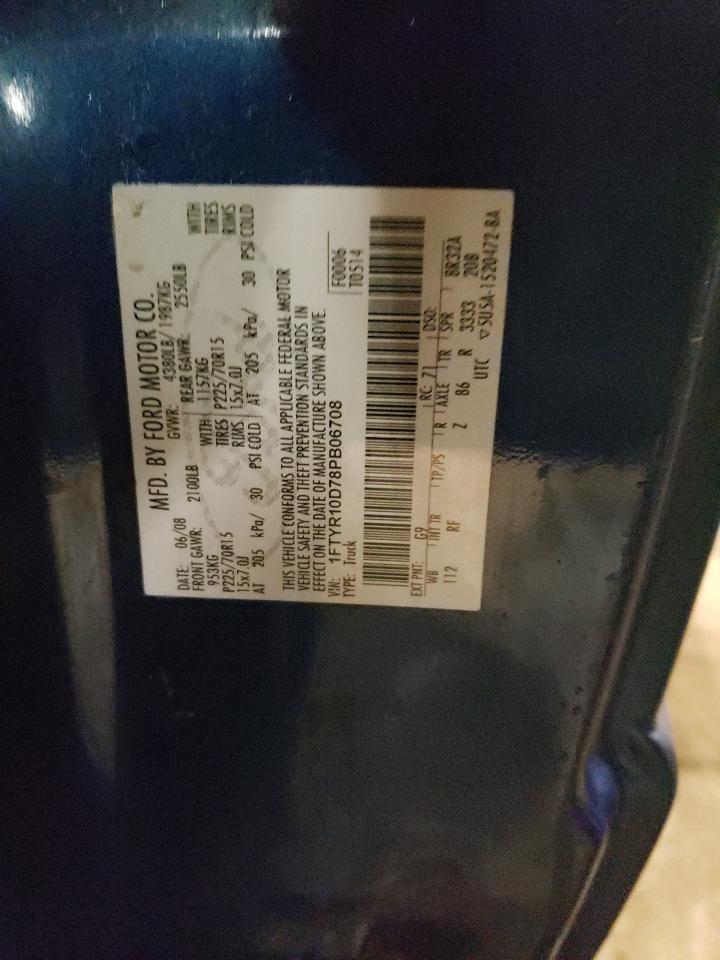 MFD. BY FORD MOTOR CO.
DATE: 06/08 GVWR: 4380LB/1987KG
FRONT GAWR: 2100LB REAR GAWR: 2550LB
953KG WITH 1157KG WITH
P225/70R15 TIRES P225/70R15 TIRES
15x7.0J RIMS 15x7.0J RIMS
AT 205 kPa/ 30 PSI COLD AT 205 kPa/ 30 PSI COLD
THIS VEHICLE CONFORMS TO ALL APPLICABLE FEDERAL MOTOR
VEHICLE SAFETY AND THEFT PREVENTION STANDARDS IN
EFFECT ON THE DATE OF MANUFACTURE SHOWN ABOVE.
VIN: 1FTYR10D78PB06708 F0006
TYPE: Truck T0514
EXT PNT: G9 RC: 71 DSO:
WB INT TR TP/PS R AXLE TR SPR BR32A
112 RF Z 86 R 3333 20B
UTC ▽5USA-1520472-BA